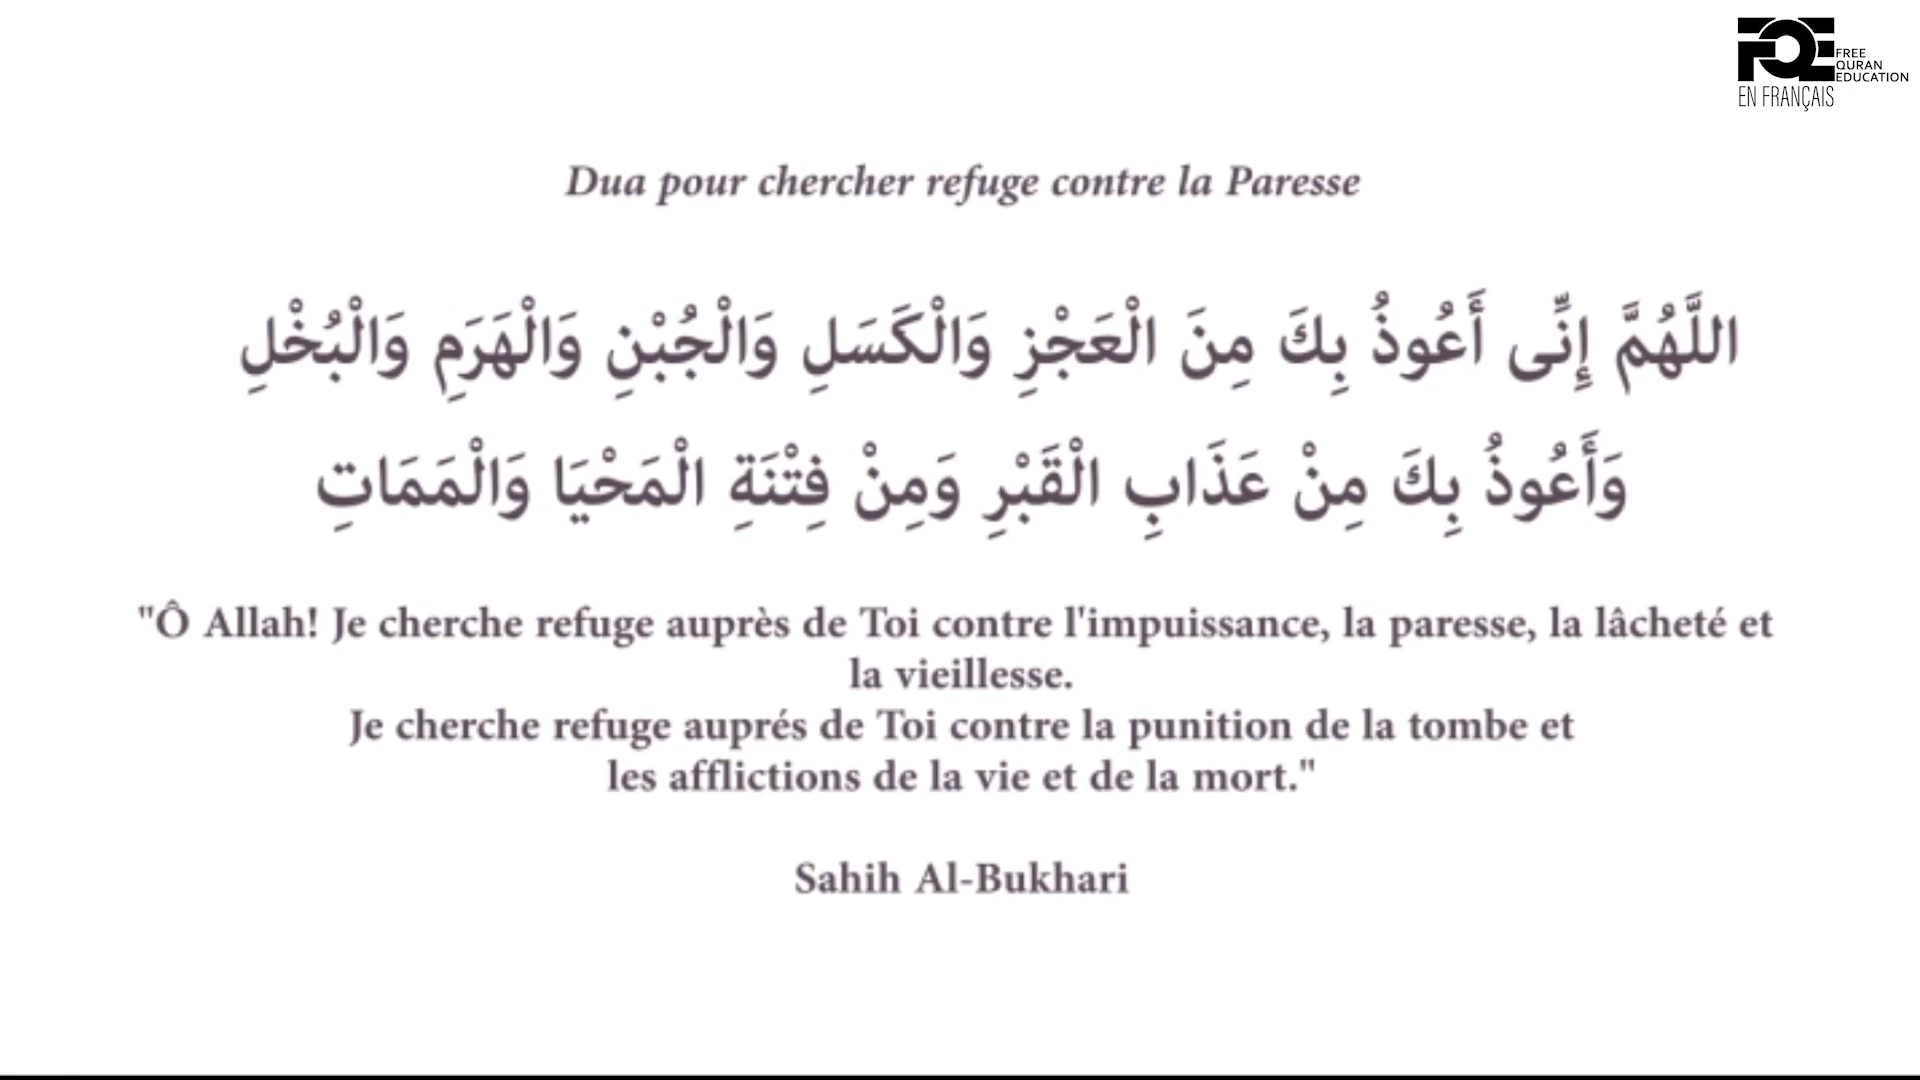 FREE
QURAN
EDUCATION
EN FRANÇAIS
Dua pour chercher refuge contre la Paresse
اللَّهُمَّ إِنِّى أَعُوذُ بِكَ مِنَ الْعَجْزِ وَالْكَسَلِ وَالْجُبْنِ وَالْهَرَمِ وَالْبُخْلِ
وَأَعُوذُ بِكَ مِنْ عَذَابِ الْقَبْرِ وَمِنْ فِتْنَةِ الْمَحْيَا وَالْمَمَاتِ
"Ô Allah! Je cherche refuge auprès de Toi contre l'impuissance, la paresse, la lâcheté et
la vieillesse.
Je cherche refuge auprés de Toi contre la punition de la tombe et
les afflictions de la vie et de la mort."
Sahih Al-Bukhari